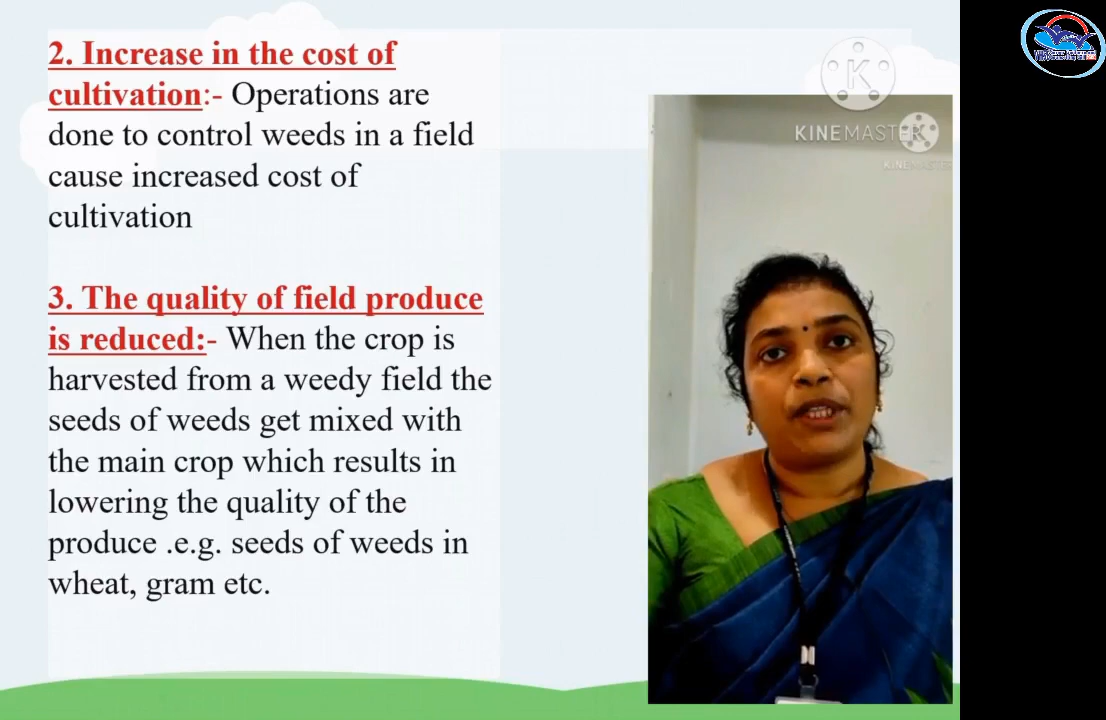 2. Increase in the cost of
cultivation:- Operations are
done to control weeds in a field
cause increased cost of
cultivation
3. The quality of field produce
is reduced:- When the crop is
harvested from a weedy field the
seeds of weeds get mixed with
the main crop which results in
lowering the quality of the
produce .e.g. seeds of weeds in
wheat, gram etc.
K
KINEMASTER
KINEMASTER